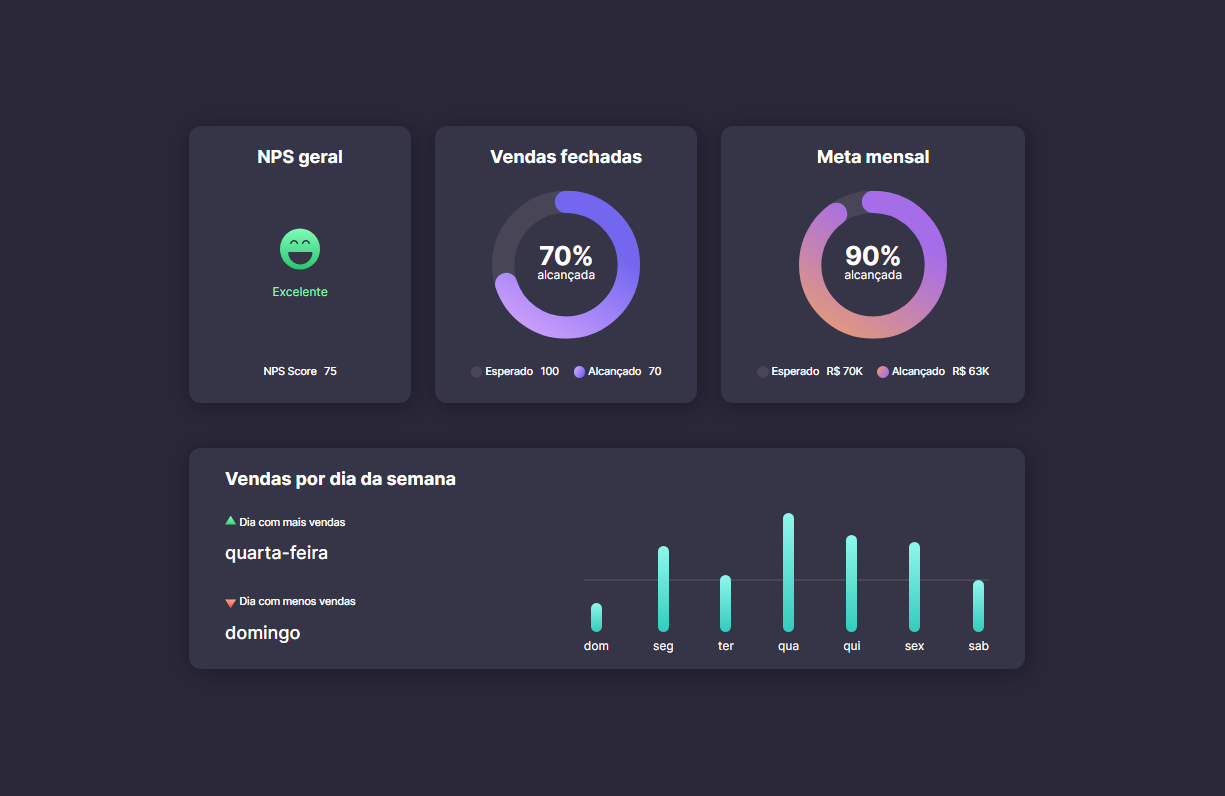 NPS geral
Excelente
NPS Score 75
Vendas fechadas
70%
alcançada
Esperado 100 Alcançado 70
Meta mensal
90%
alcançada
Esperado R$ 70K Alcançado R$ 63K
Vendas por dia da semana
Dia com mais vendas
quarta-feira
Dia com menos vendas
domingo
dom seg ter qua qui sex sab